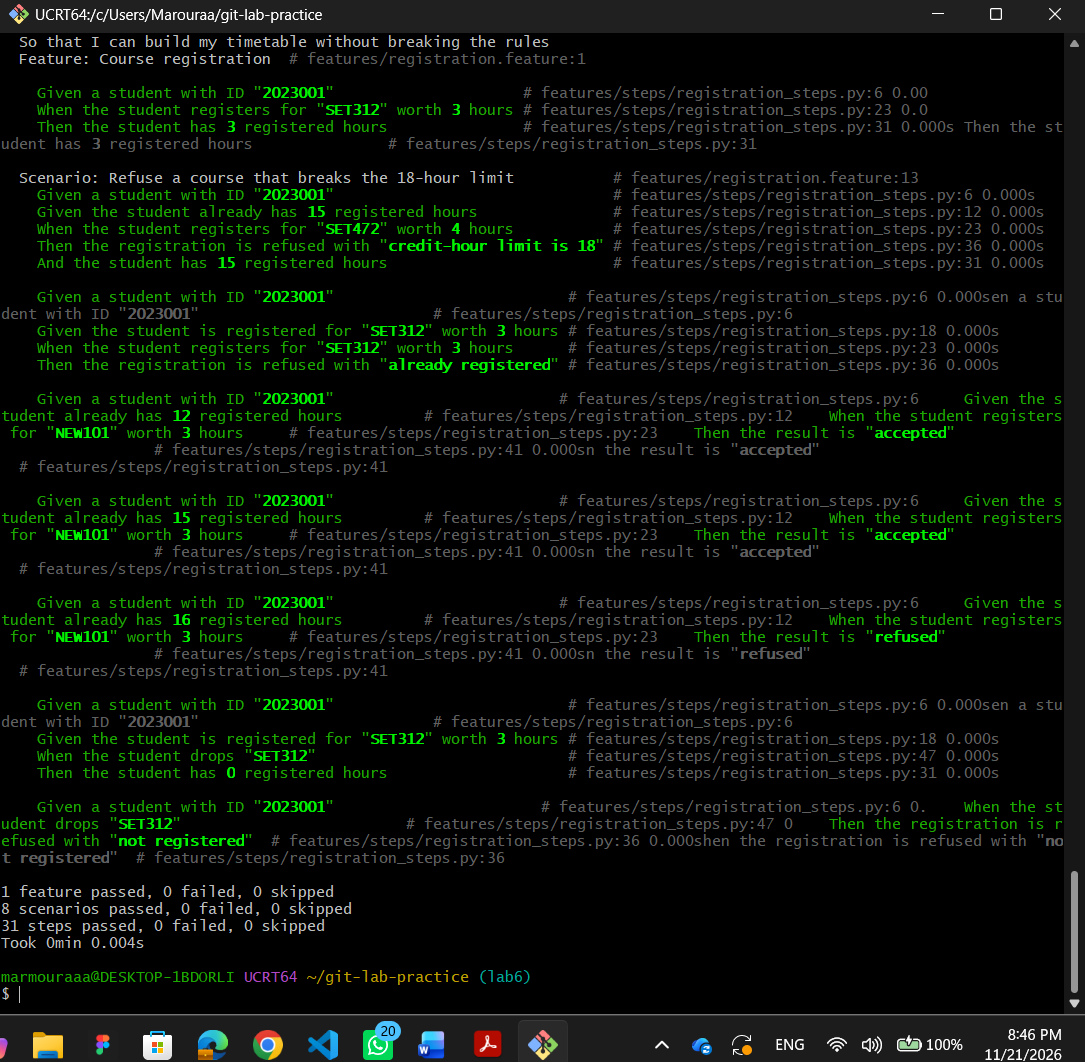 UCRT64:/c/Users/Marouraa/git-lab-practice
So that I can build my timetable without breaking the rules
Feature: Course registration # features/registration.feature:1
Given a student with ID "2023001" # features/steps/registration_steps.py:6 0.00
When the student registers for "SET312" worth 3 hours # features/steps/registration_steps.py:23 0.0
Then the student has 3 registered hours # features/steps/registration_steps.py:31 0.000s Then the st
udent has 3 registered hours # features/steps/registration_steps.py:31
Scenario: Refuse a course that breaks the 18-hour limit # features/registration.feature:13
Given a student with ID "2023001" # features/steps/registration_steps.py:6 0.000s
Given the student already has 15 registered hours # features/steps/registration_steps.py:12 0.000s
When the student registers for "SET472" worth 4 hours # features/steps/registration_steps.py:23 0.000s
Then the registration is refused with "credit-hour limit is 18" # features/steps/registration_steps.py:36 0.000s
And the student has 15 registered hours # features/steps/registration_steps.py:31 0.000s
Given a student with ID "2023001" # features/steps/registration_steps.py:6 0.000sen a stu
dent with ID "2023001" # features/steps/registration_steps.py:6
Given the student is registered for "SET312" worth 3 hours # features/steps/registration_steps.py:18 0.000s
When the student registers for "SET312" worth 3 hours # features/steps/registration_steps.py:23 0.000s
Then the registration is refused with "already registered" # features/steps/registration_steps.py:36 0.000s
Given a student with ID "2023001" # features/steps/registration_steps.py:6 Given the s
tudent already has 12 registered hours # features/steps/registration_steps.py:12 When the student registers
for "NEW101" worth 3 hours # features/steps/registration_steps.py:23 Then the result is "accepted"
# features/steps/registration_steps.py:41 0.000sn the result is "accepted"
# features/steps/registration_steps.py:41
Given a student with ID "2023001" # features/steps/registration_steps.py:6 Given the s
tudent already has 15 registered hours # features/steps/registration_steps.py:12 When the student registers
for "NEW101" worth 3 hours # features/steps/registration_steps.py:23 Then the result is "accepted"
# features/steps/registration_steps.py:41 0.000sn the result is "accepted"
# features/steps/registration_steps.py:41
Given a student with ID "2023001" # features/steps/registration_steps.py:6 Given the s
tudent already has 16 registered hours # features/steps/registration_steps.py:12 When the student registers
for "NEW101" worth 3 hours # features/steps/registration_steps.py:23 Then the result is "refused"
# features/steps/registration_steps.py:41 0.000sn the result is "refused"
# features/steps/registration_steps.py:41
Given a student with ID "2023001" # features/steps/registration_steps.py:6 0.000sen a stu
dent with ID "2023001" # features/steps/registration_steps.py:6
Given the student is registered for "SET312" worth 3 hours # features/steps/registration_steps.py:18 0.000s
When the student drops "SET312" # features/steps/registration_steps.py:47 0.000s
Then the student has 0 registered hours # features/steps/registration_steps.py:31 0.000s
Given a student with ID "2023001" # features/steps/registration_steps.py:6 0. When the st
udent drops "SET312" # features/steps/registration_steps.py:47 0 Then the registration is r
efused with "not registered" # features/steps/registration_steps.py:36 0.000shen the registration is refused with "no
t registered" # features/steps/registration_steps.py:36
1 feature passed, 0 failed, 0 skipped
8 scenarios passed, 0 failed, 0 skipped
31 steps passed, 0 failed, 0 skipped
Took 0min 0.004s
marmouraaa@DESKTOP-1BDORLI UCRT64 ~/git-lab-practice (lab6)
$
20
ENG
100%
8:46 PM
11/21/2026